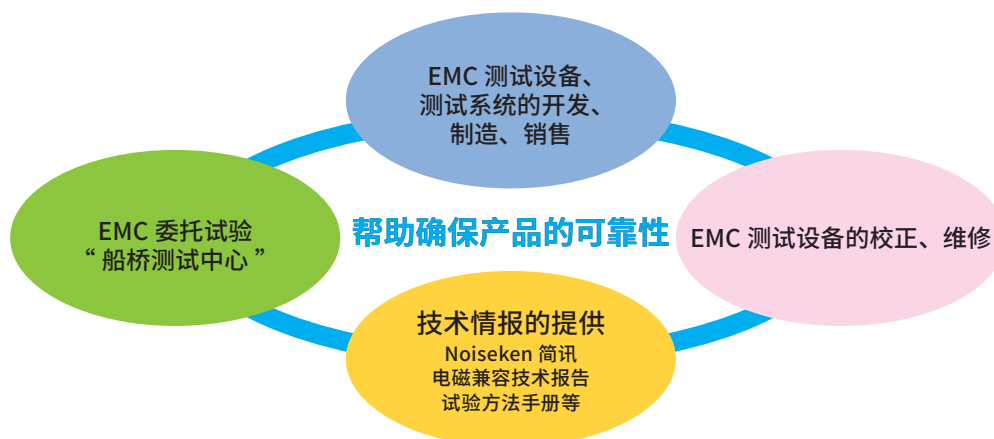 EMC 测试设备、
测试系统的开发、
制造、销售
EMC 委托试验
“ 船桥测试中心 ”
帮助确保产品的可靠性
EMC 测试设备的校正、维修
技术情报的提供
Noiseken 简讯
电磁兼容技术报告
试验方法手册等